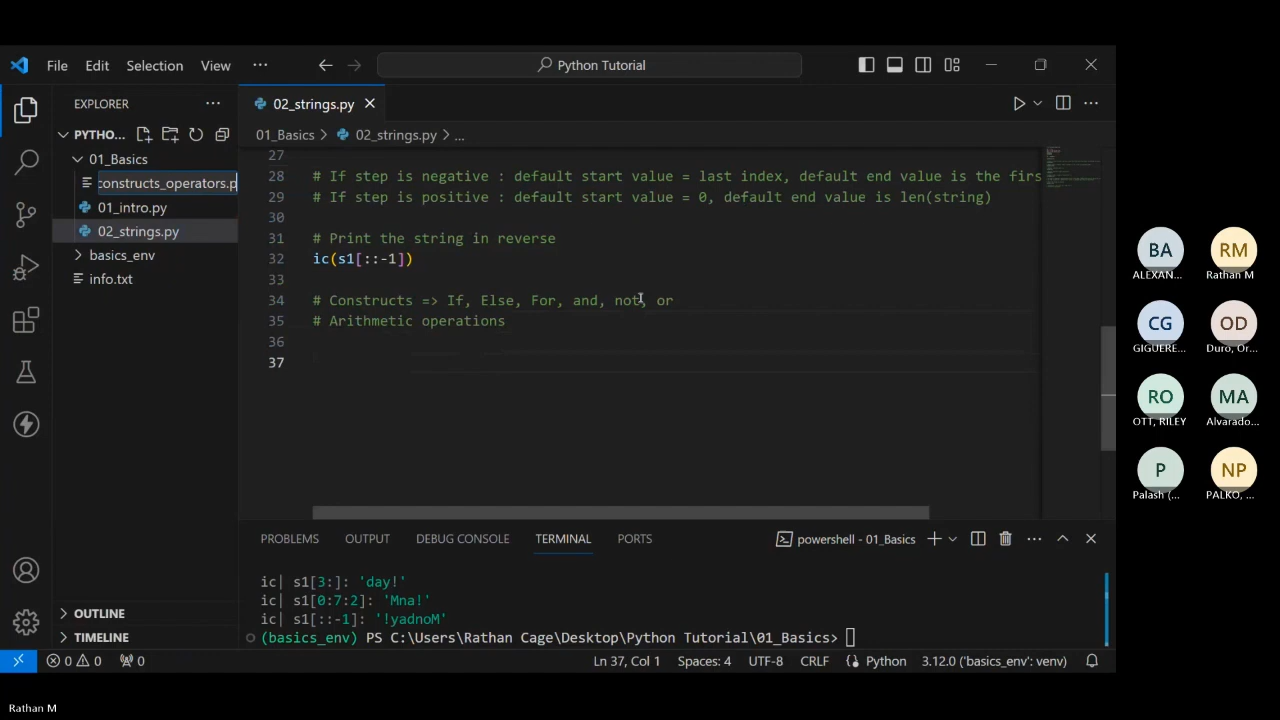 File Edit Selection View ··· Python Tutorial
EXPLORER ···
PYTHO...
01_Basics
constructs_operators.p
01_intro.py
02_strings.py
basics_env
info.txt
OUTLINE
TIMELINE
02_strings.py
01_Basics > 02_strings.py > ...
27
28 # If step is negative : default start value = last index, default end value is the firs
29 # If step is positive : default start value = 0, default end value is len(string)
30
31 # Print the string in reverse
32 ic(s1[::-1])
33
34 # Constructs => If, Else, For, and, not, or
35 # Arithmetic operations
36
37
PROBLEMS OUTPUT DEBUG CONSOLE TERMINAL PORTS powershell - 01_Basics
ic| s1[3:]: 'day!'
ic| s1[0:7:2]: 'Mna!'
ic| s1[::-1]: '!yadnoM'
(basics_env) PS C:\Users\Rathan Cage\Desktop\Python Tutorial\01_Basics>
0 0 0 Ln 37, Col 1 Spaces: 4 UTF-8 CRLF Python 3.12.0 ('basics_env': venv)
BA RM
ALEXAN... Rathan M
CG OD
GIGUERE... Duro, Or...
RO MA
OTT, RILEY Alvarado...
P NP
Palash (... PALKO, ...
Rathan M